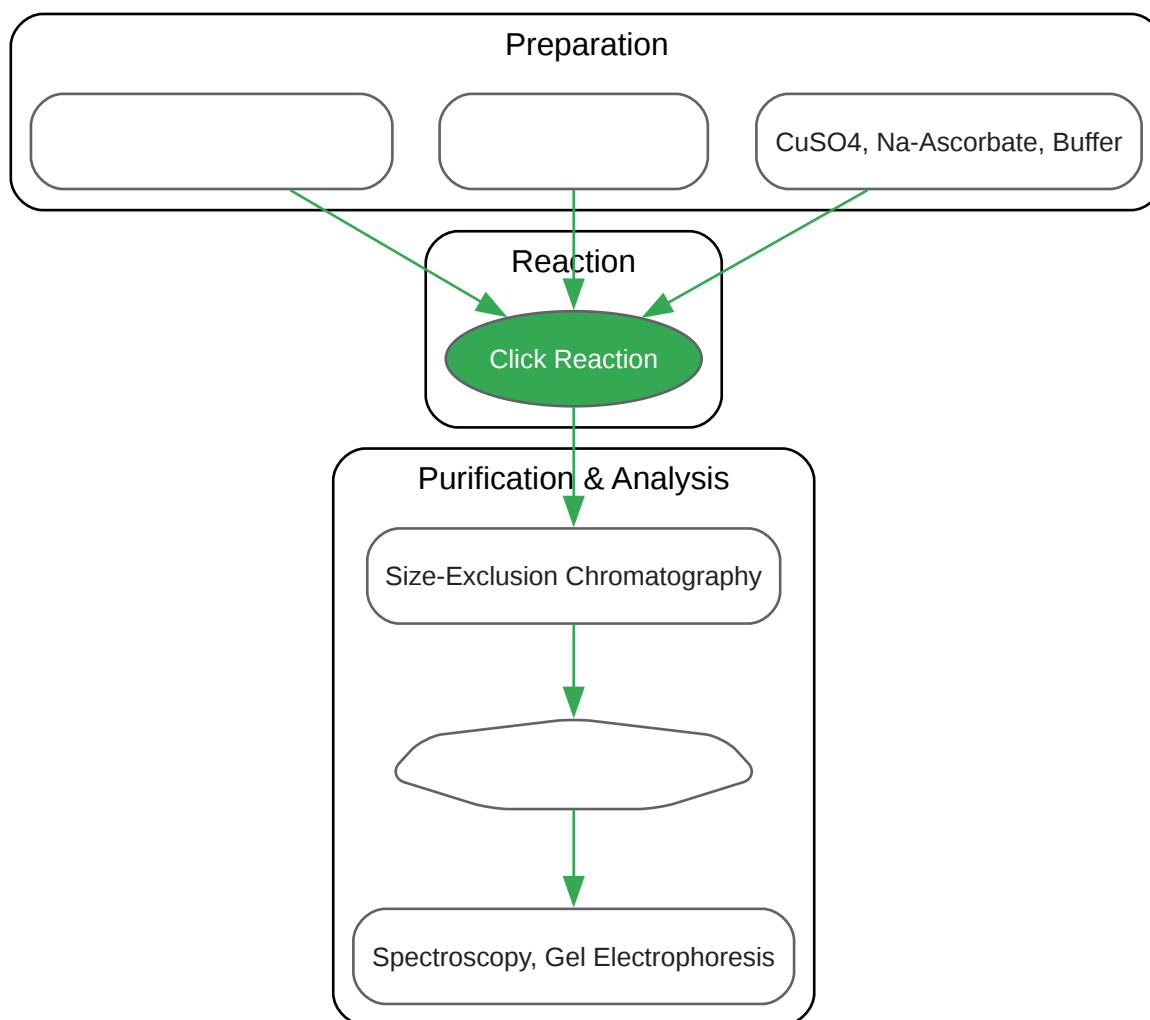 Preparation
CuSO4, Na-Ascorbate, Buffer
Reaction
Click Reaction
Purification & Analysis
Size-Exclusion Chromatography
Spectroscopy, Gel Electrophoresis